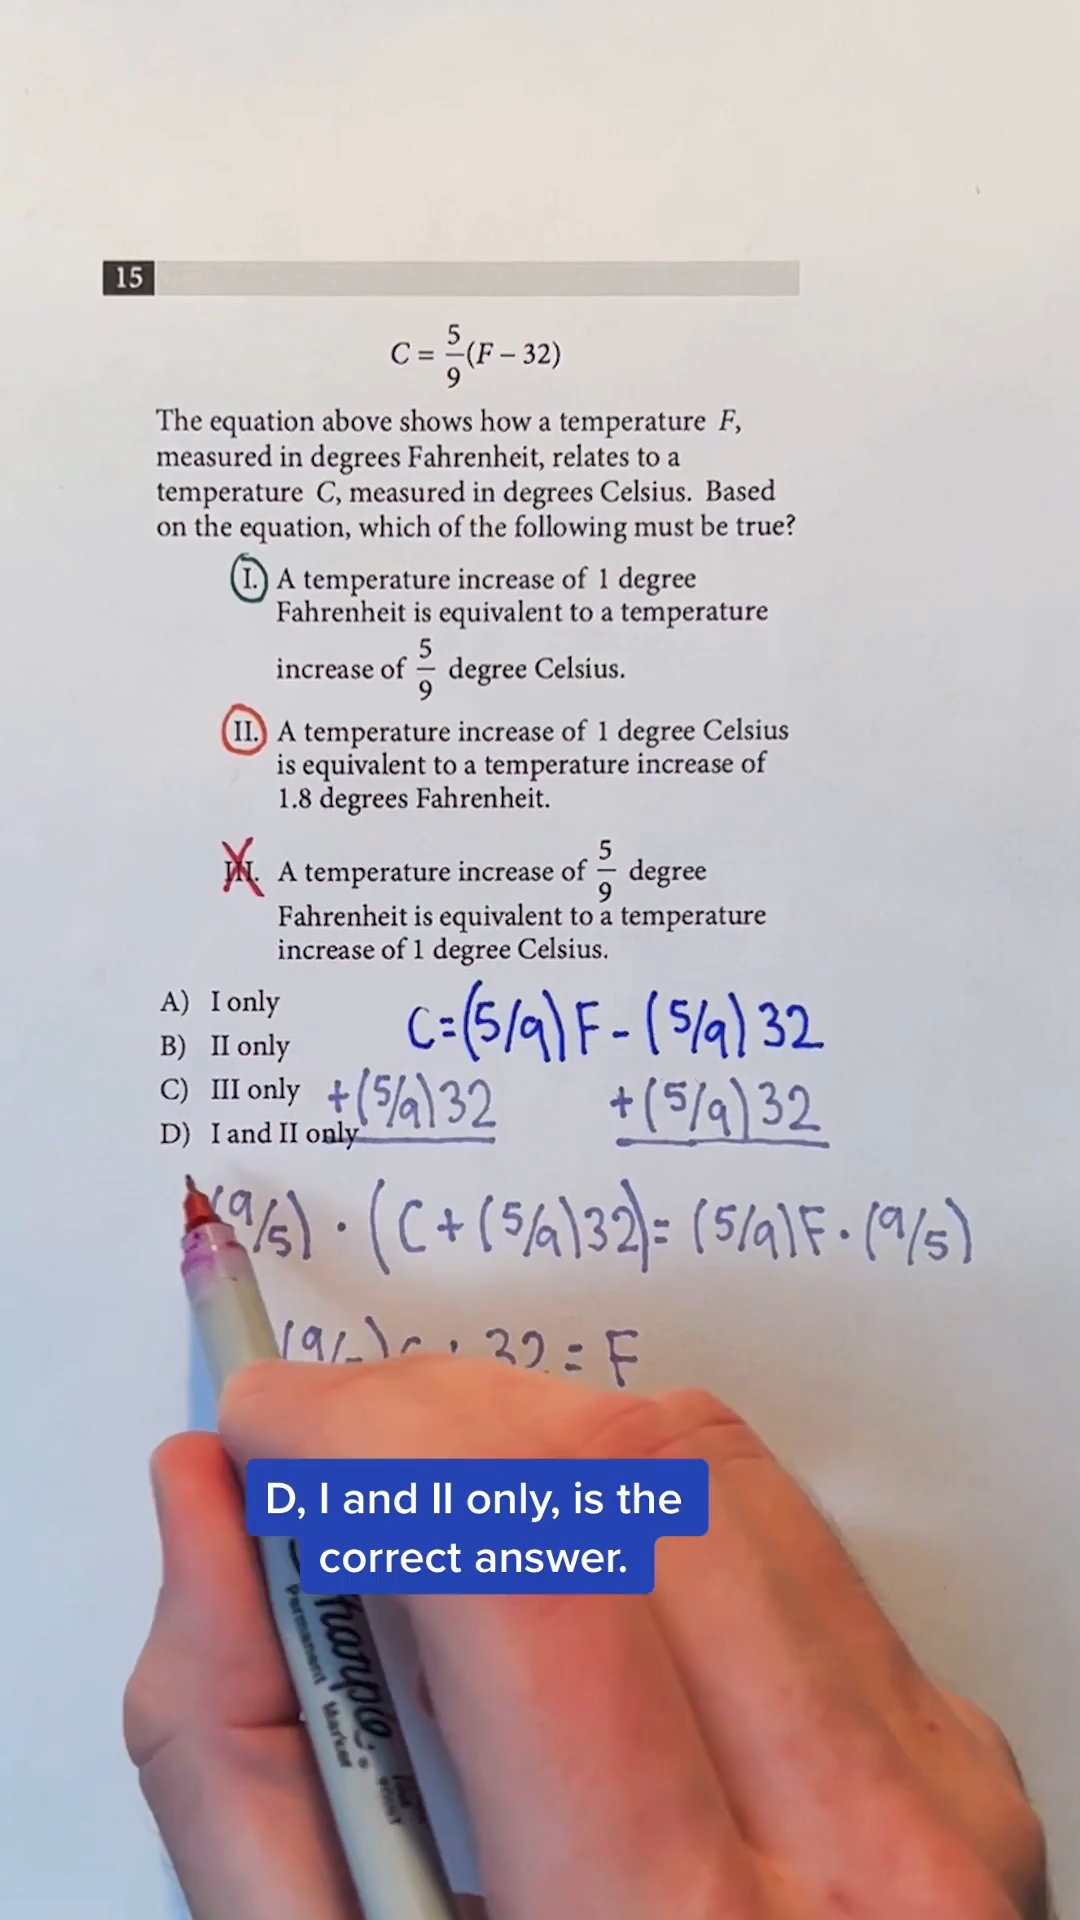 15
C = 5/9 (F – 32)
The equation above shows how a temperature F,
measured in degrees Fahrenheit, relates to a
temperature C, measured in degrees Celsius. Based
on the equation, which of the following must be true?
I. A temperature increase of 1 degree
Fahrenheit is equivalent to a temperature
increase of 5/9 degree Celsius.
II. A temperature increase of 1 degree Celsius
is equivalent to a temperature increase of
1.8 degrees Fahrenheit.
III. A temperature increase of 5/9 degree
Fahrenheit is equivalent to a temperature
increase of 1 degree Celsius.
A) I only
B) II only
C) III only
D) I and II only
C=(5/9)F-(5/9)32
+(5/9)32 +(5/9)32
(9/5)·(C+(5/9)32)=(5/9)F·(9/5)
32=F
D, I and II only, is the
correct answer.
Sharpie
Permanent Marker